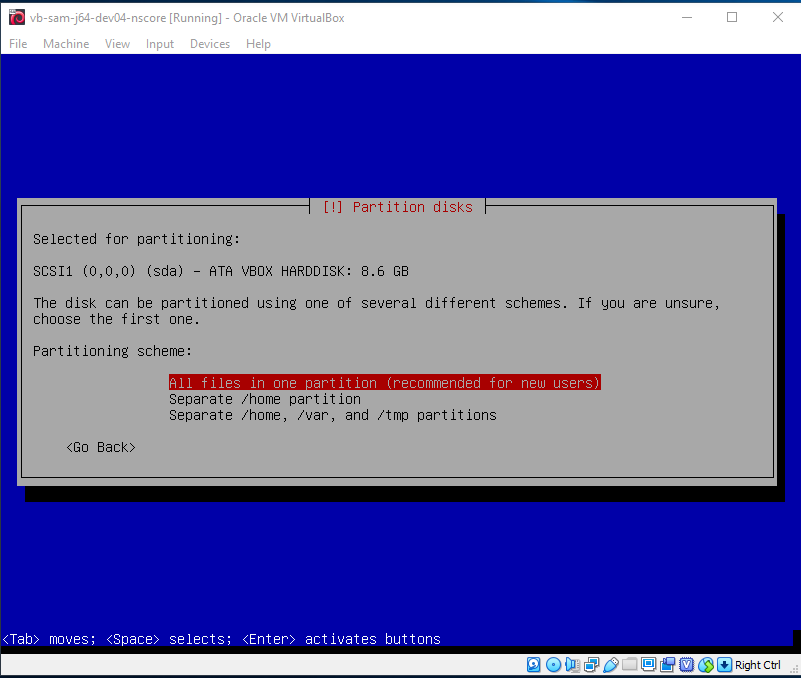 vb-sam-j64-dev04-nscore [Running] - Oracle VM VirtualBox
File Machine View Input Devices Help
[!] Partition disks
Selected for partitioning:
SCSI1 (0,0,0) (sda) - ATA VBOX HARDDISK: 8.6 GB
The disk can be partitioned using one of several different schemes. If you are unsure,
choose the first one.
Partitioning scheme:
All files in one partition (recommended for new users)
Separate /home partition
Separate /home, /var, and /tmp partitions
<Go Back>
<Tab> moves; <Space> selects; <Enter> activates buttons
Right Ctrl